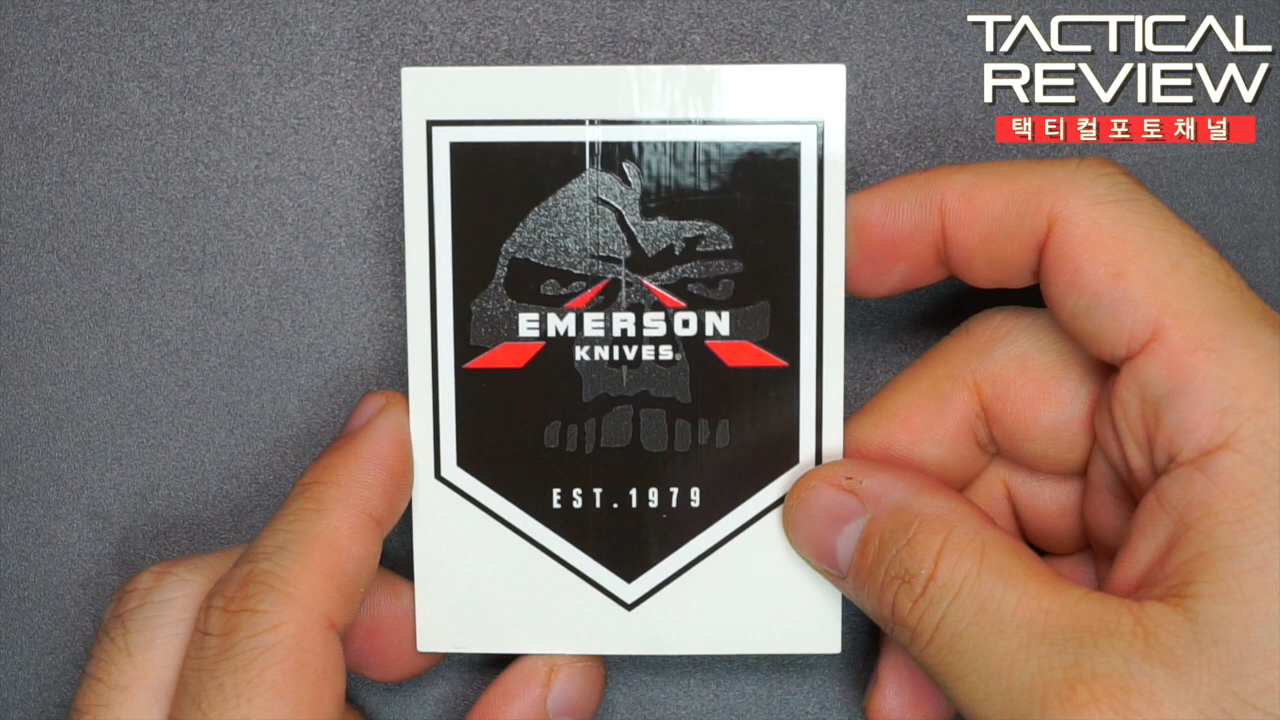 TACTICAL
REVIEW
택티컬포토채널
EMERSON
KNIVES®
EST.1979